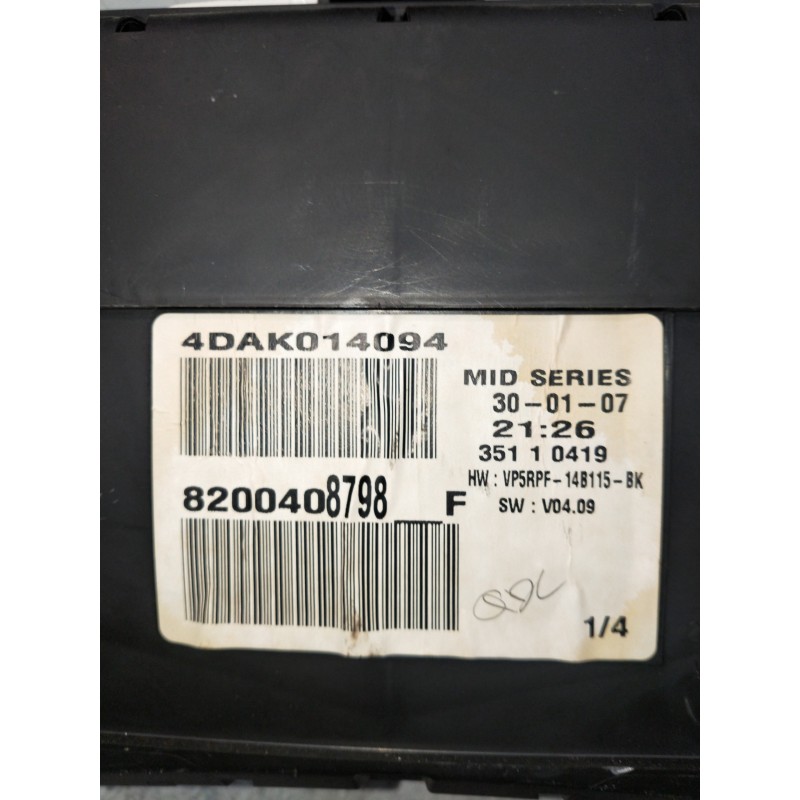 4DAK014094
MID SERIES
30-01-07
21:26
351 1 0419
HW : VP5RPF-14B115-BK
8200408798__F
SW : V04.09
1/4